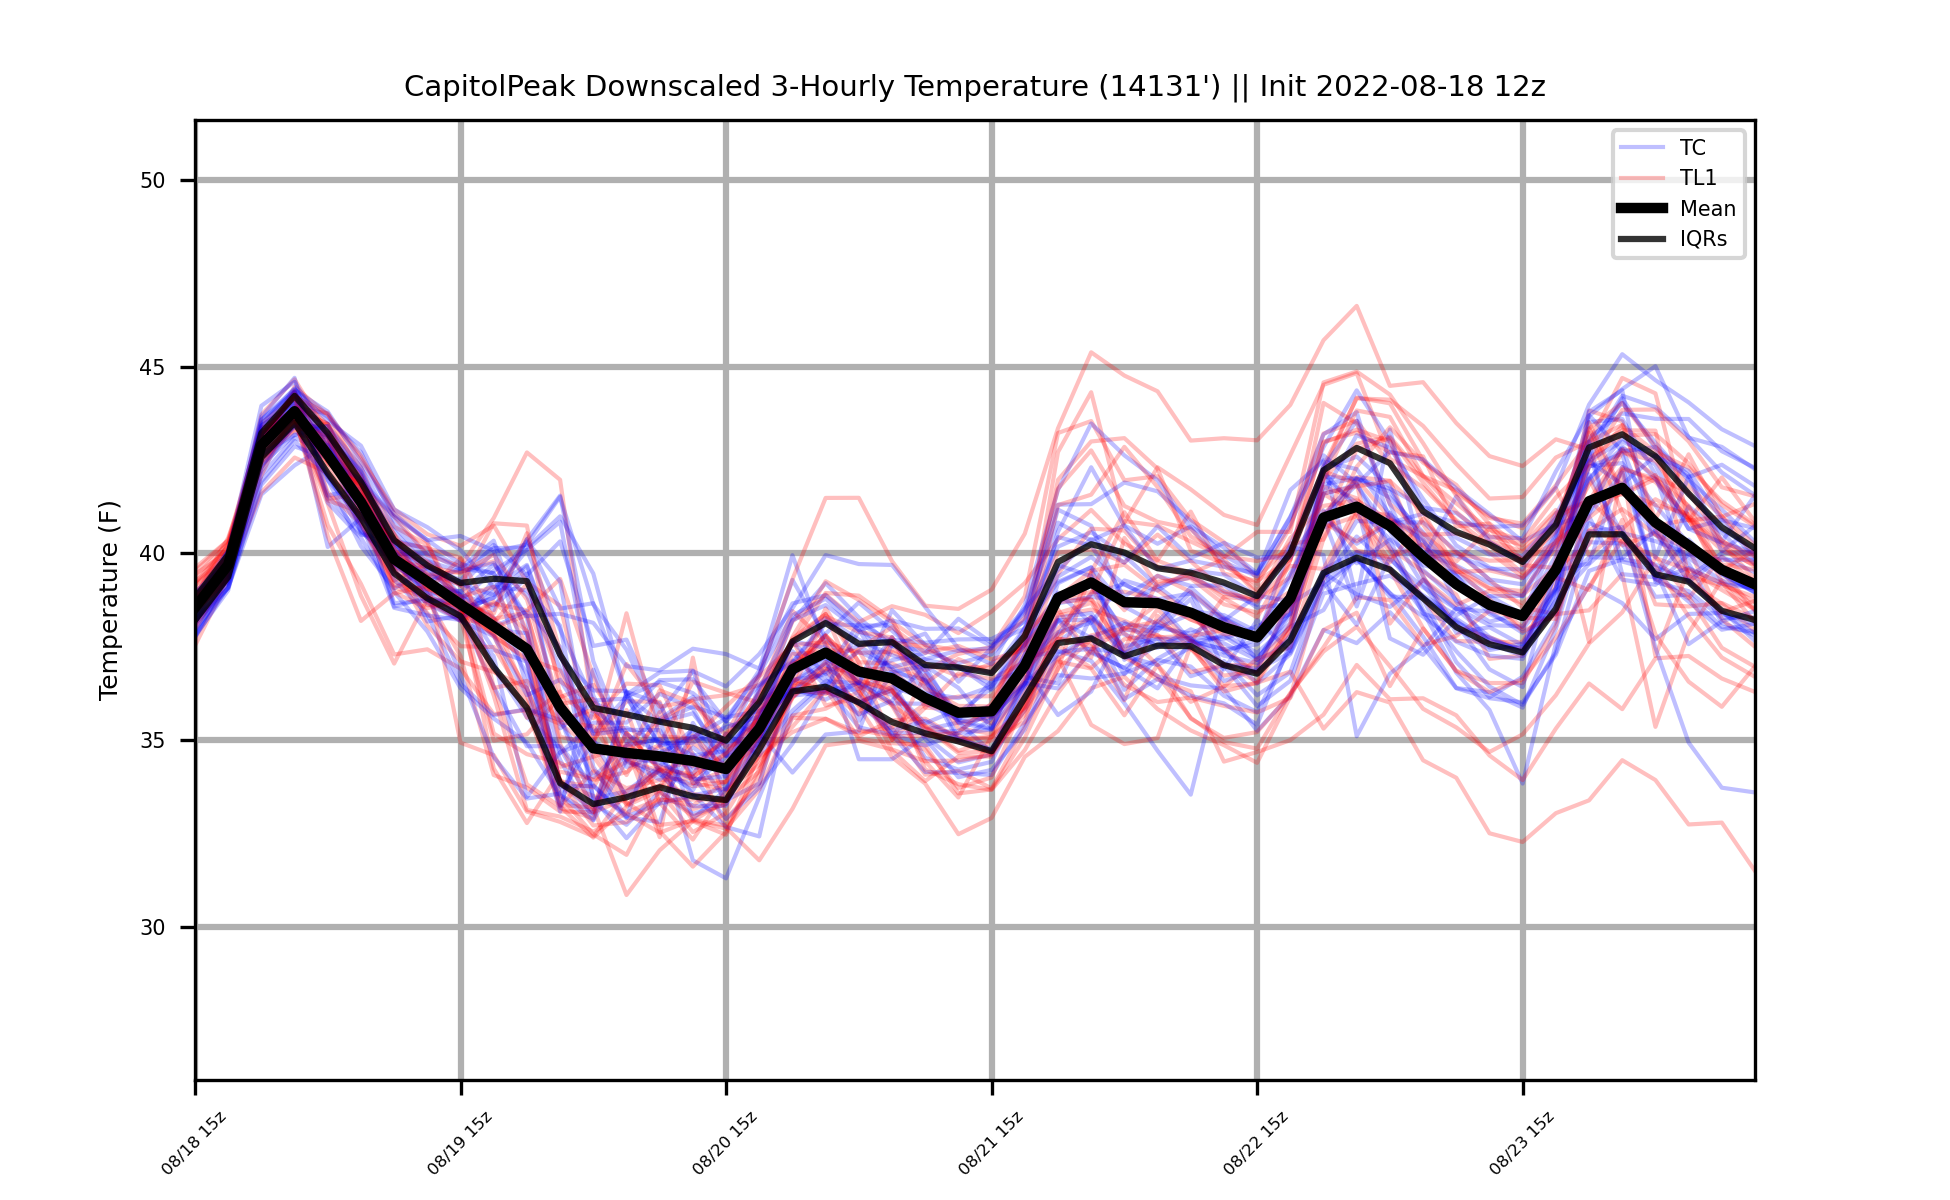 CapitolPeak Downscaled 3-Hourly Temperature (14131') || Init 2022-08-18 12z
TC
TL1
Mean
IQRs
Temperature (F)
50
45
40
35
30
08/18 15z
08/19 15z
08/20 15z
08/21 15z
08/22 15z
08/23 15z